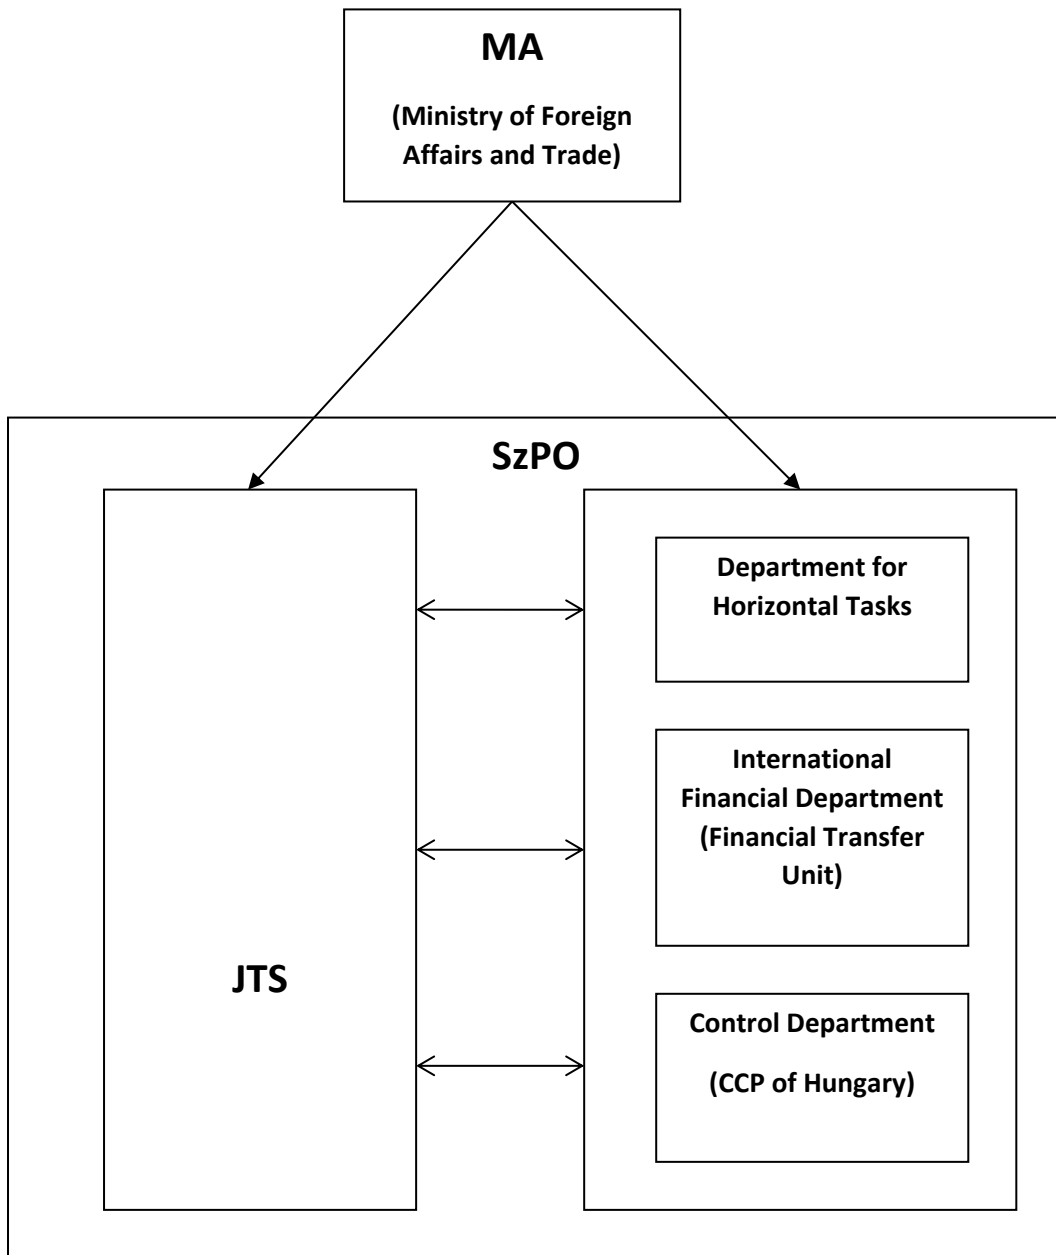 MA
(Ministry of Foreign
Affairs and Trade)
SzPO
JTS
Department for
Horizontal Tasks
International
Financial Department
(Financial Transfer
Unit)
Control Department
(CCP of Hungary)